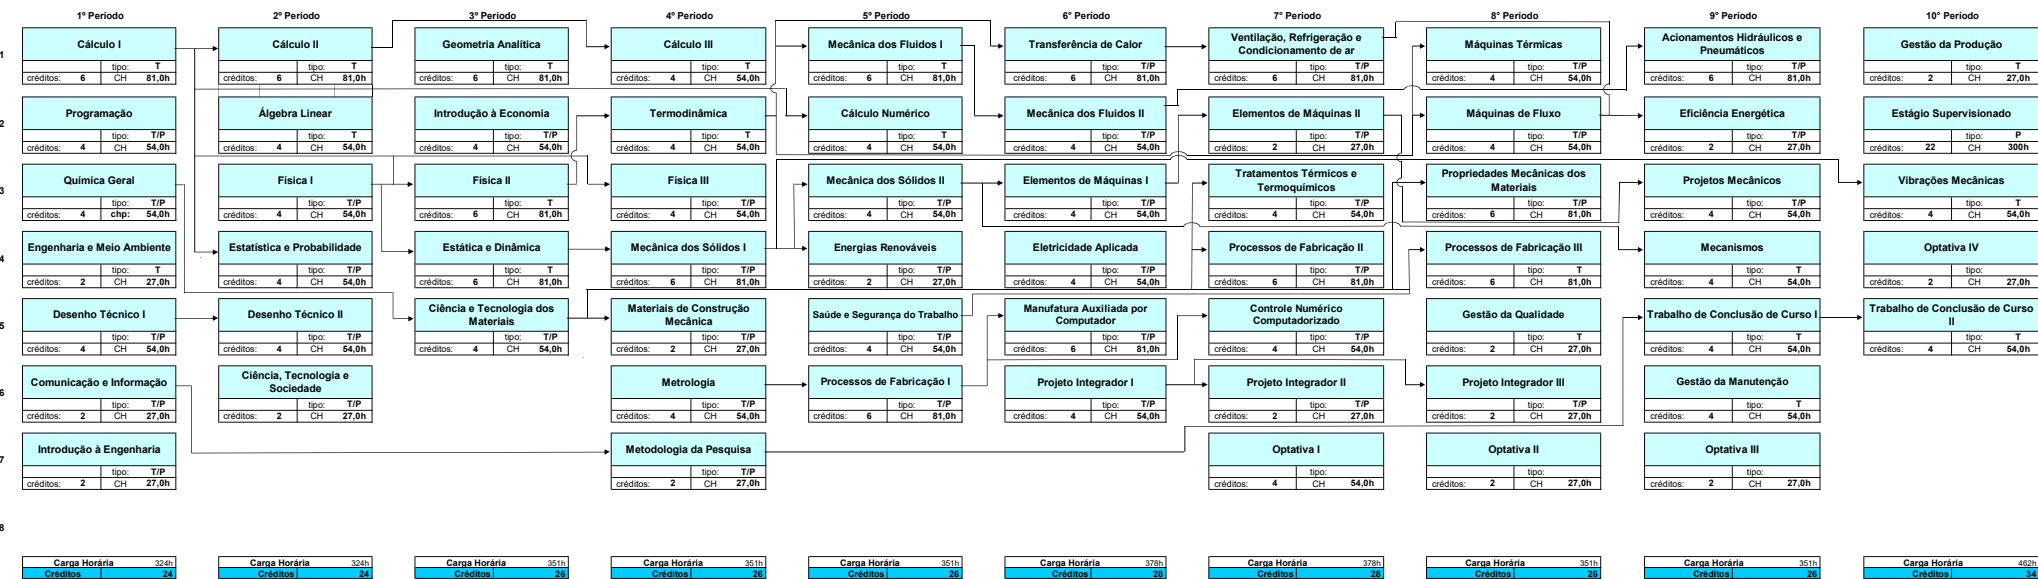 1º Período 2º Período 3º Período 4º Período 5º Período 6° Período 7° Período 8° Período 9° Período 10° Período
1
Cálculo I
tipo: T
créditos: 6 CH 81,0h
Cálculo II
tipo: T
créditos: 6 CH 81,0h
Geometria Analítica
tipo: T
créditos: 6 CH 81,0h
Cálculo III
tipo: T
créditos: 4 CH 54,0h
Mecânica dos Fluidos I
tipo: T
créditos: 6 CH 81,0h
Transferência de Calor
tipo: T/P
créditos: 6 CH 81,0h
Ventilação, Refrigeração e
Condicionamento de ar
tipo: T/P
créditos: 6 CH 81,0h
Máquinas Térmicas
tipo: T/P
créditos: 4 CH 54,0h
Acionamentos Hidráulicos e
Pneumáticos
tipo: T/P
créditos: 6 CH 81,0h
Gestão da Produção
tipo: T
créditos: 2 CH 27,0h
2
Programação
tipo: T/P
créditos: 4 CH 54,0h
Álgebra Linear
tipo: T
créditos: 4 CH 54,0h
Introdução à Economia
tipo: T/P
créditos: 4 CH 54,0h
Termodinâmica
tipo: T
créditos: 4 CH 54,0h
Cálculo Numérico
tipo: T
créditos: 4 CH 54,0h
Mecânica dos Fluidos II
tipo: T/P
créditos: 4 CH 54,0h
Elementos de Máquinas II
tipo: T/P
créditos: 2 CH 27,0h
Máquinas de Fluxo
tipo: T/P
créditos: 4 CH 54,0h
Eficiência Energética
tipo: T/P
créditos: 2 CH 27,0h
Estágio Supervisionado
tipo: P
créditos: 22 CH 300h
3
Química Geral
tipo: T/P
créditos: 4 chp: 54,0h
Física I
tipo: T/P
créditos: 4 CH 54,0h
Física II
tipo: T
créditos: 6 CH 81,0h
Física III
tipo: T/P
créditos: 4 CH 54,0h
Mecânica dos Sólidos II
tipo: T/P
créditos: 4 CH 54,0h
Elementos de Máquinas I
tipo: T/P
créditos: 4 CH 54,0h
Tratamentos Térmicos e
Termoquímicos
tipo: T/P
créditos: 4 CH 54,0h
Propriedades Mecânicas dos
Materiais
tipo: T/P
créditos: 6 CH 81,0h
Projetos Mecânicos
tipo: T/P
créditos: 4 CH 54,0h
Vibrações Mecânicas
tipo: T
créditos: 4 CH 54,0h
4
Engenharia e Meio Ambiente
tipo: T
créditos: 2 CH 27,0h
Estatística e Probabilidade
tipo: T/P
créditos: 4 CH 54,0h
Estática e Dinâmica
tipo: T
créditos: 6 CH 81,0h
Mecânica dos Sólidos I
tipo: T/P
créditos: 6 CH 81,0h
Energias Renováveis
tipo: T/P
créditos: 2 CH 27,0h
Eletricidade Aplicada
tipo: T/P
créditos: 4 CH 54,0h
Processos de Fabricação II
tipo: T/P
créditos: 6 CH 81,0h
Processos de Fabricação III
tipo: T
créditos: 6 CH 81,0h
Mecanismos
tipo: T
créditos: 4 CH 54,0h
Optativa IV
tipo:
créditos: 2 CH 27,0h
5
Desenho Técnico I
tipo: T/P
créditos: 4 CH 54,0h
Desenho Técnico II
tipo: T/P
créditos: 4 CH 54,0h
Ciência e Tecnologia dos
Materiais
tipo: T/P
créditos: 4 CH 54,0h
Materiais de Construção
Mecânica
tipo: T/P
créditos: 2 CH 27,0h
Saúde e Segurança do Trabalho
tipo: T/P
créditos: 4 CH 54,0h
Manufatura Auxiliada por
Computador
tipo: T/P
créditos: 6 CH 81,0h
Controle Numérico
Computadorizado
tipo: T/P
créditos: 4 CH 54,0h
Gestão da Qualidade
tipo: T
créditos: 2 CH 27,0h
Trabalho de Conclusão de Curso I
tipo: T
créditos: 4 CH 54,0h
Trabalho de Conclusão de Curso
II
tipo: T
créditos: 4 CH 54,0h
6
Comunicação e Informação
tipo: T/P
créditos: 2 CH 27,0h
Ciência, Tecnologia e
Sociedade
tipo: T/P
créditos: 2 CH 27,0h
Metrologia
tipo: T/P
créditos: 4 CH 54,0h
Processos de Fabricação I
tipo: T/P
créditos: 6 CH 81,0h
Projeto Integrador I
tipo: T/P
créditos: 4 CH 54,0h
Projeto Integrador II
tipo: T/P
créditos: 2 CH 27,0h
Projeto Integrador III
tipo: T/P
créditos: 2 CH 27,0h
Gestão da Manutenção
tipo: T
créditos: 4 CH 54,0h
7
Introdução à Engenharia
tipo: T/P
créditos: 2 CH 27,0h
Metodologia da Pesquisa
tipo: T/P
créditos: 2 CH 27,0h
Optativa I
tipo:
créditos: 4 CH 54,0h
Optativa II
tipo:
créditos: 2 CH 27,0h
Optativa III
tipo:
créditos: 2 CH 27,0h
8
Carga Horária 324h
Créditos 24
Carga Horária 324h
Créditos 24
Carga Horária 351h
Créditos 26
Carga Horária 351h
Créditos 26
Carga Horária 351h
Créditos 26
Carga Horária 378h
Créditos 28
Carga Horária 378h
Créditos 28
Carga Horária 351h
Créditos 26
Carga Horária 351h
Créditos 26
Carga Horária 462h
Créditos 34